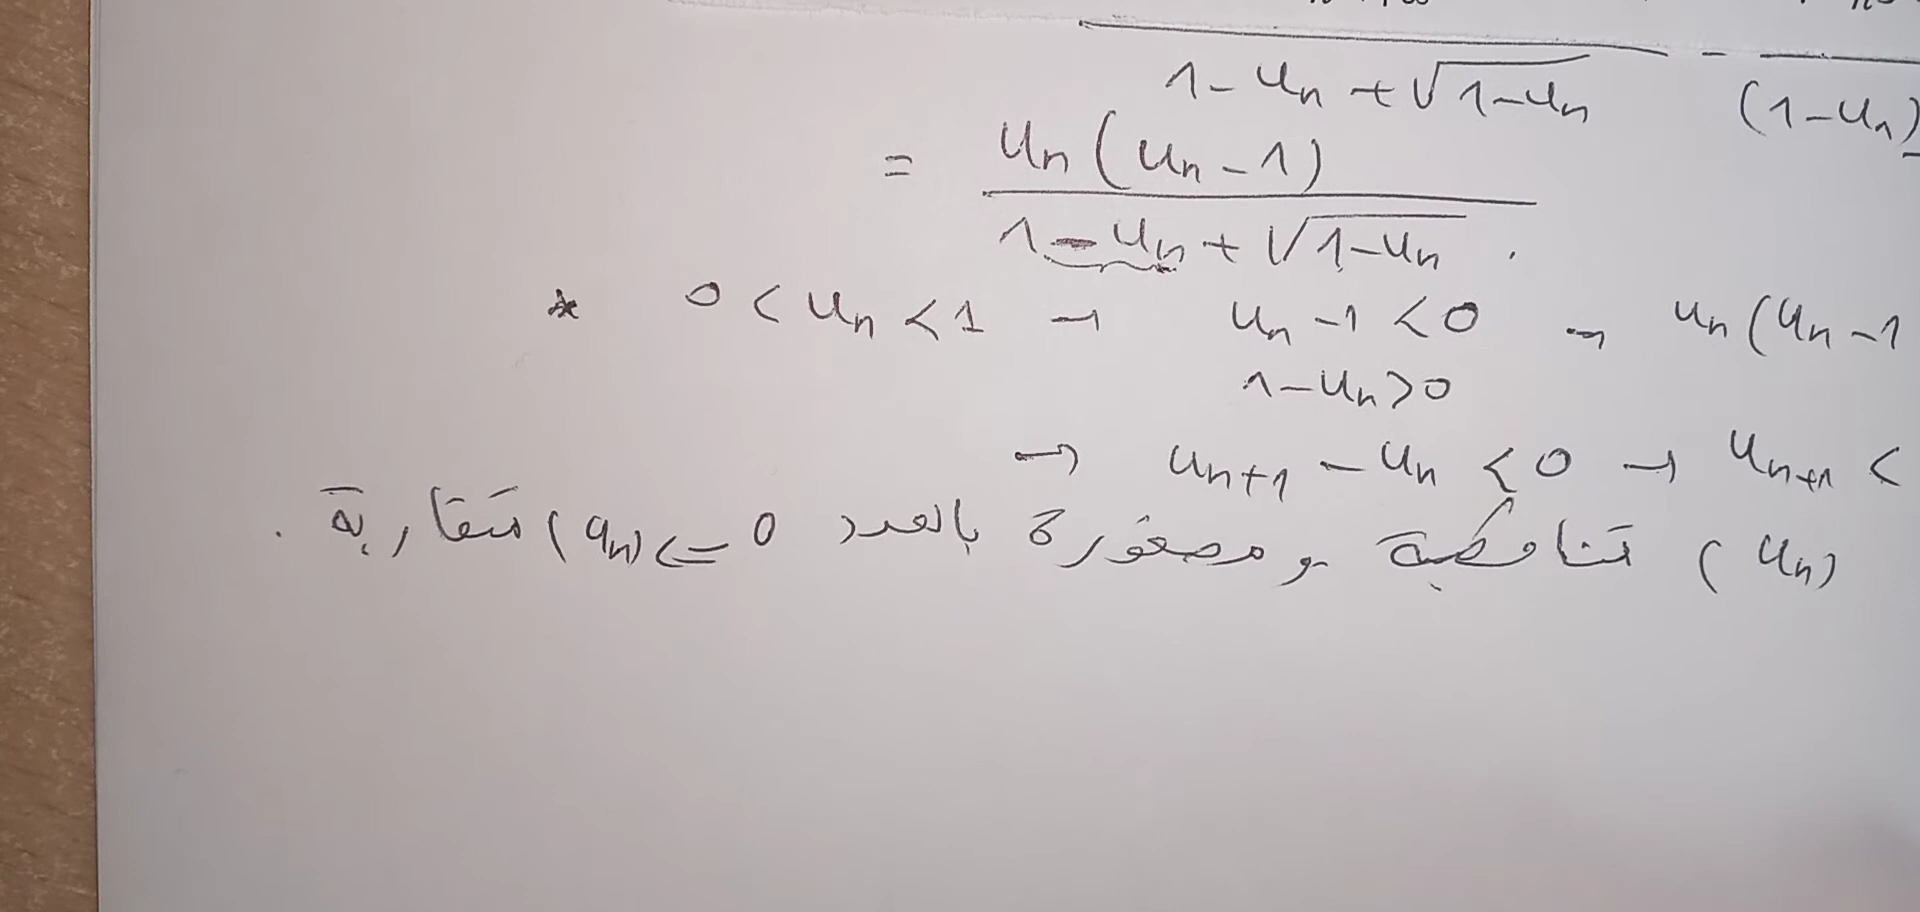 1-Un+√1-Un (1-Un)
= Un(Un-1)
1-Un+√1-Un .
* 0<Un<1 → Un-1<0 → Un(Un-1
1-Un>0
→ Un+1-Un<0 → Un+1<
(Un) متناقصة ومصغورة بالعدد 0 <= (Un) متقاربة .